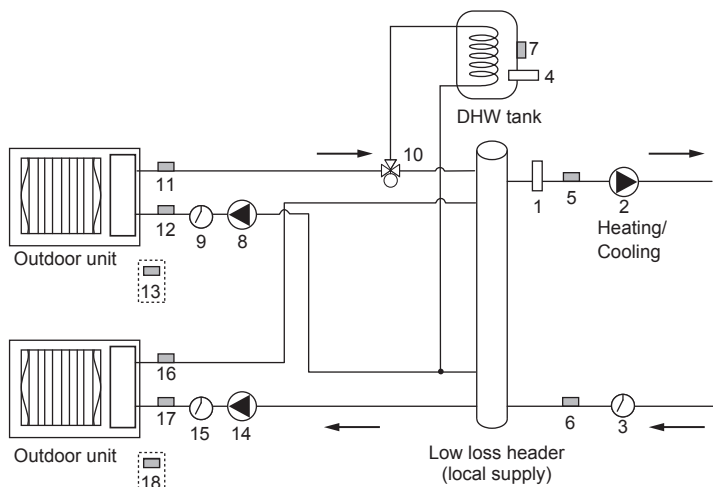 7
4
DHW tank
10
11
1
5
2
Heating/
Cooling
12
9
8
Outdoor unit
13
16
17
15
14
6
3
Outdoor unit
18
Low loss header
(local supply)